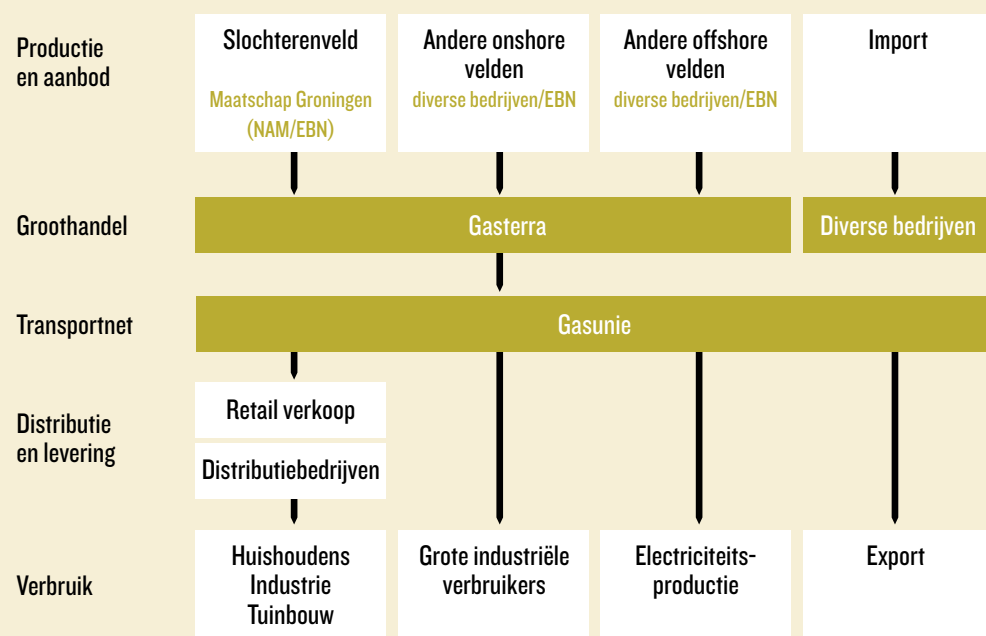 Productie
en aanbod
Slochterenveld
Maatschap Groningen
(NAM/EBN)
Andere onshore
velden
diverse bedrijven/EBN
Andere offshore
velden
diverse bedrijven/EBN
Import
Groothandel
Gasterra
Diverse bedrijven
Transportnet
Gasunie
Distributie
en levering
Retail verkoop
Distributiebedrijven
Verbruik
Huishoudens
Industrie
Tuinbouw
Grote industriële
verbruikers
Electriciteits-
productie
Export